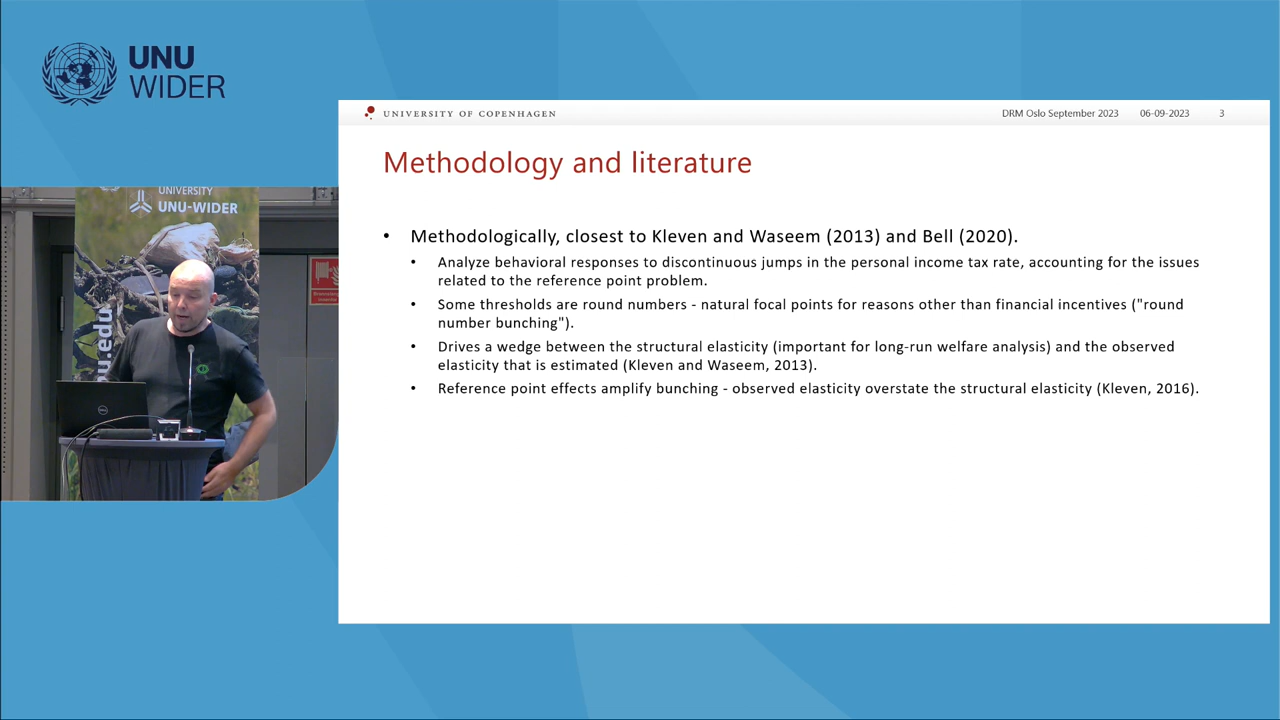 UNU
WIDER
UNIVERSITY
UNU-WIDER
nu.edu
UNIVERSITY OF COPENHAGEN
DRM Oslo September 2023 06-09-2023 3
Methodology and literature
• Methodologically, closest to Kleven and Waseem (2013) and Bell (2020).
• Analyze behavioral responses to discontinuous jumps in the personal income tax rate, accounting for the issues
related to the reference point problem.
• Some thresholds are round numbers - natural focal points for reasons other than financial incentives ("round
number bunching").
• Drives a wedge between the structural elasticity (important for long-run welfare analysis) and the observed
elasticity that is estimated (Kleven and Waseem, 2013).
• Reference point effects amplify bunching - observed elasticity overstate the structural elasticity (Kleven, 2016).